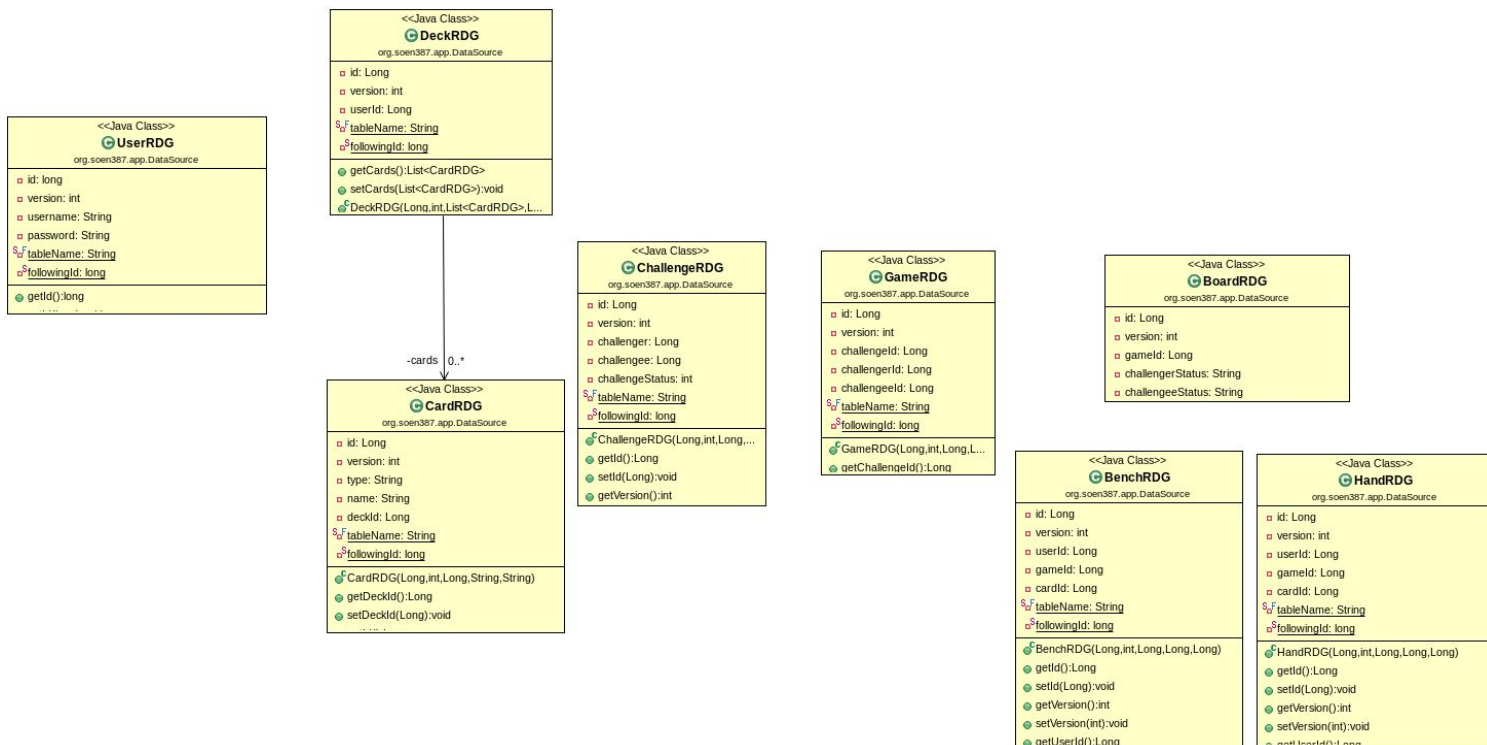 <<Java Class>>
DeckRDG
org.soen387.app.DataSource
id: Long
version: int
userId: Long
tableName: String
followingId: long
getCards():List<CardRDG>
setCards(List<CardRDG>):void
DeckRDG(Long,int,List<CardRDG>,L...
<<Java Class>>
UserRDG
org.soen387.app.DataSource
id: long
version: int
username: String
password: String
tableName: String
followingId: long
getId():long
-cards 0..*
<<Java Class>>
CardRDG
org.soen387.app.DataSource
id: Long
version: int
type: String
name: String
deckId: Long
tableName: String
followingId: long
CardRDG(Long,int,Long,String,String)
getDeckId():Long
setDeckId(Long):void
<<Java Class>>
ChallengeRDG
org.soen387.app.DataSource
id: Long
version: int
challenger: Long
challengee: Long
challengeStatus: int
tableName: String
followingId: long
ChallengeRDG(Long,int,Long,...
getId():Long
setId(Long):void
getVersion():int
<<Java Class>>
GameRDG
org.soen387.app.DataSource
id: Long
version: int
challengeId: Long
challengerId: Long
challengeeId: Long
tableName: String
followingId: long
GameRDG(Long,int,Long,L...
getChallengeId():Long
<<Java Class>>
BoardRDG
org.soen387.app.DataSource
id: Long
version: int
gameId: Long
challengerStatus: String
challengeeStatus: String
<<Java Class>>
BenchRDG
org.soen387.app.DataSource
id: Long
version: int
userId: Long
gameId: Long
cardId: Long
tableName: String
followingId: long
BenchRDG(Long,int,Long,Long,Long)
getId():Long
setId(Long):void
getVersion():int
setVersion(int):void
getUserId():Long
<<Java Class>>
HandRDG
org.soen387.app.DataSource
id: Long
version: int
userId: Long
gameId: Long
cardId: Long
tableName: String
followingId: long
HandRDG(Long,int,Long,Long,Long)
getId():Long
setId(Long):void
getVersion():int
setVersion(int):void
getUserId():Long